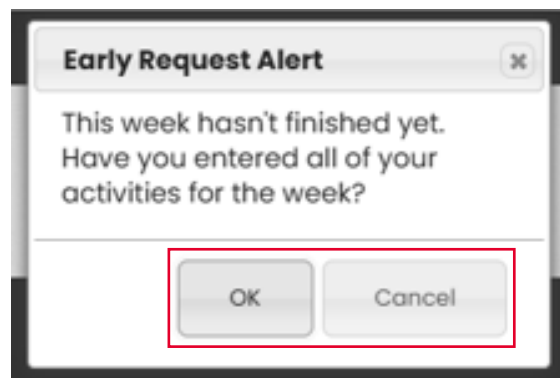 Early Request Alert
This week hasn't finished yet.
Have you entered all of your
activities for the week?
OK Cancel